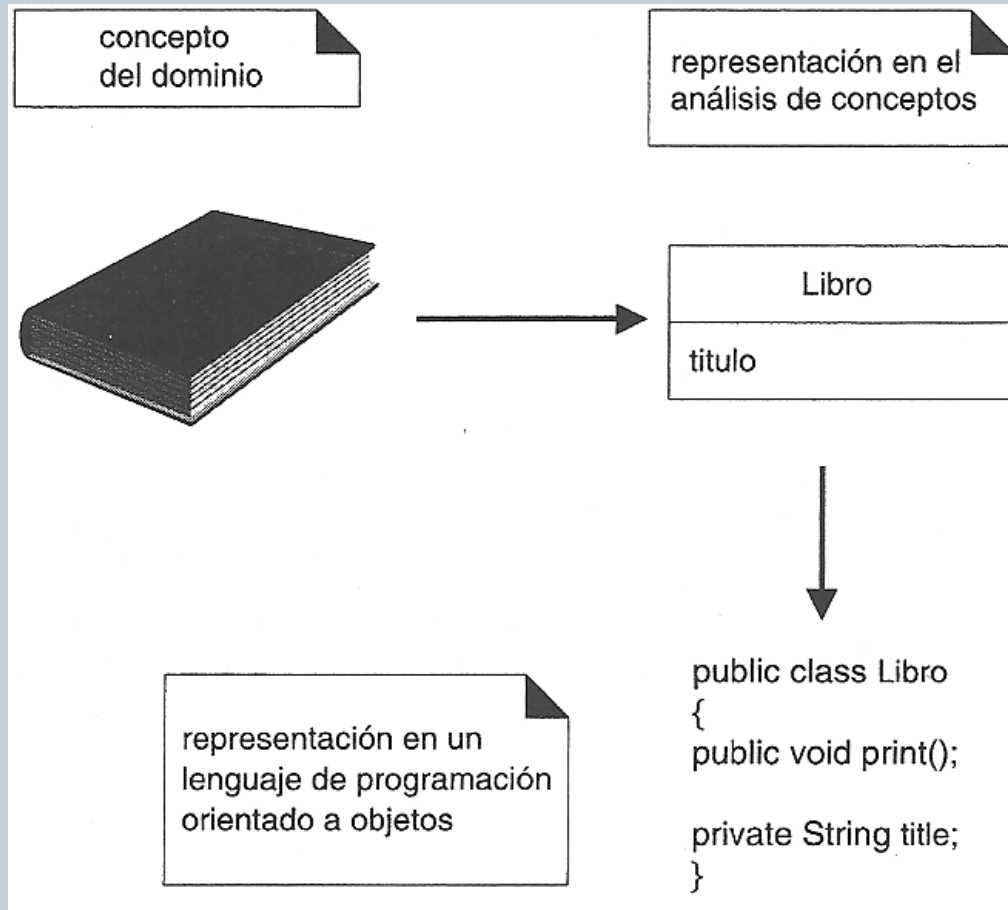 concepto
del dominio
representación en el
análisis de conceptos
Libro
titulo
representación en un
lenguaje de programación
orientado a objetos
public class Libro
{
public void print();
private String title;
}